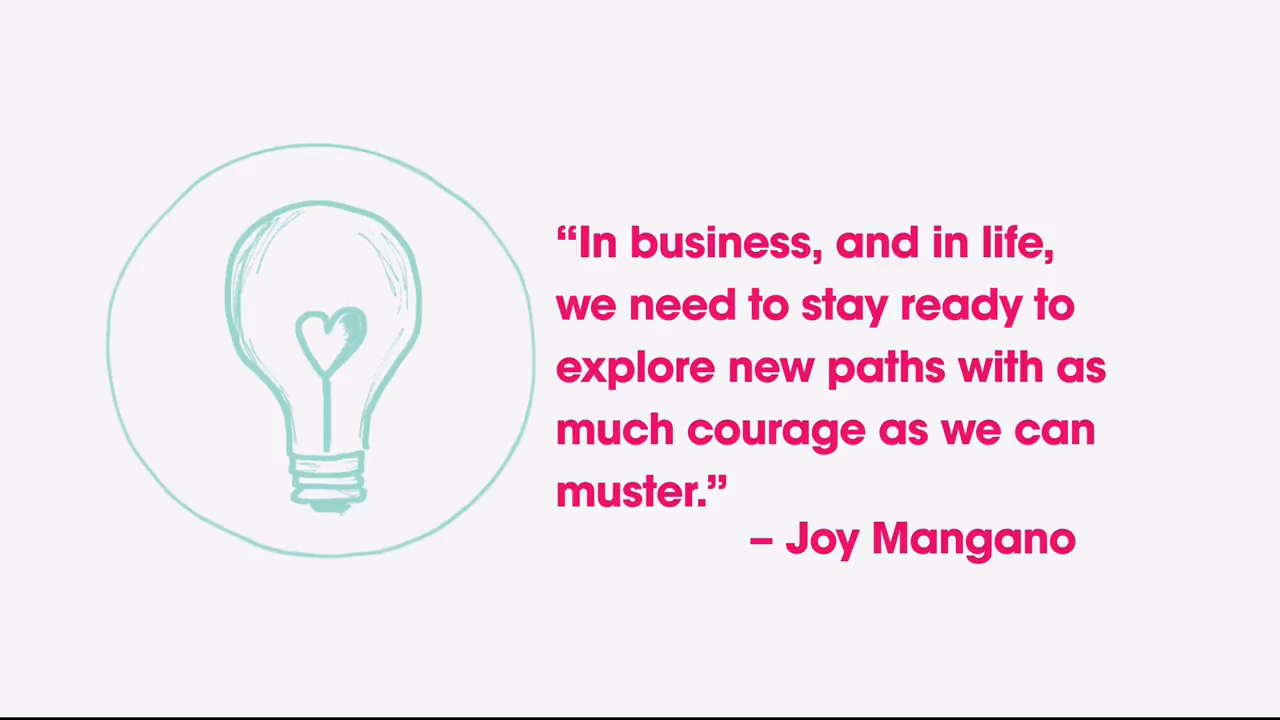 “In business, and in life,
we need to stay ready to
explore new paths with as
much courage as we can
muster.”
– Joy Mangano